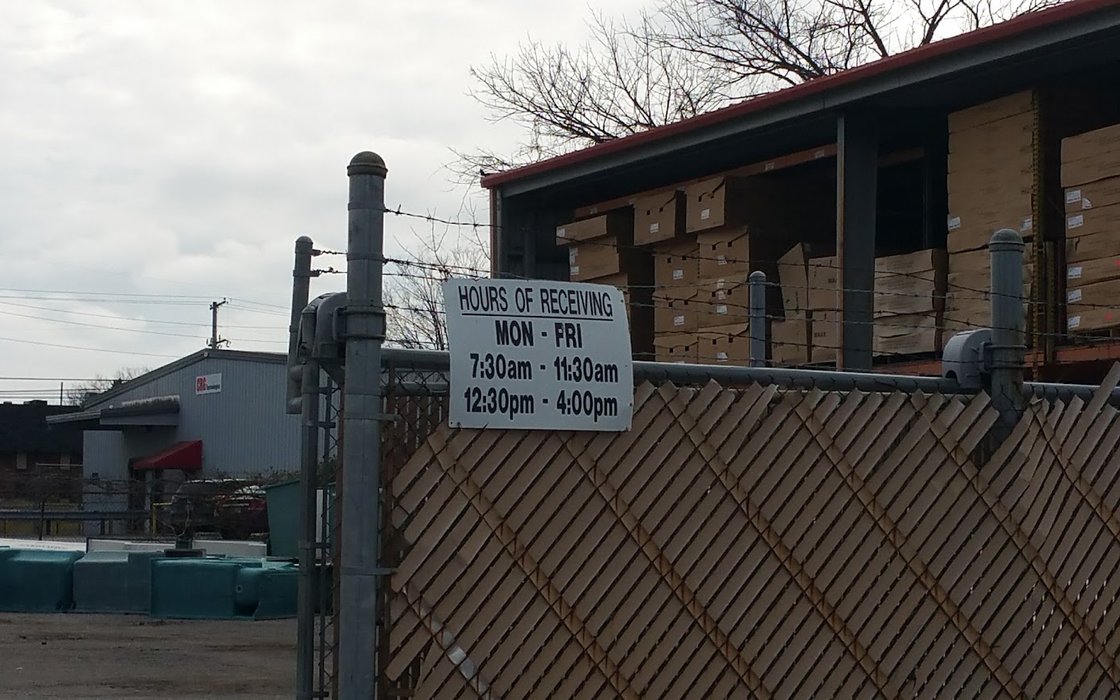 HOURS OF RECEIVING
MON - FRI
7:30am - 11:30am
12:30pm - 4:00pm